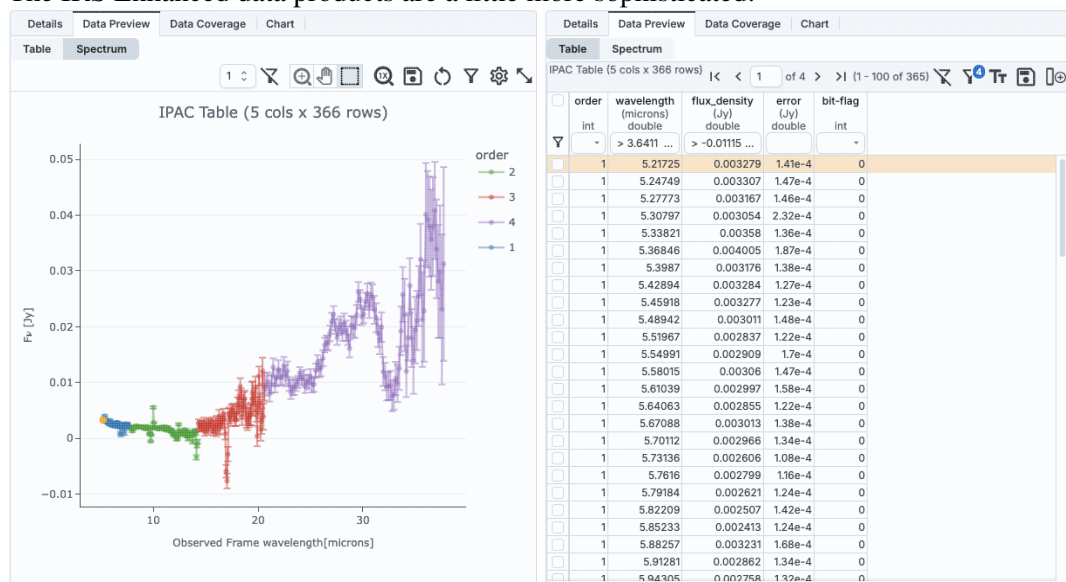 The IRS Enhanced data products are a little more sophisticated.
Details Data Preview Data Coverage Chart
Table Spectrum
1
1X
IPAC Table (5 cols x 366 rows)
order
2
3
4
1
0.05
0.04
0.03
0.02
0.01
0
−0.01
Fν [Jy]
10 20 30
Observed Frame wavelength[microns]
Details Data Preview Data Coverage Chart
Table Spectrum
IPAC Table (5 cols x 366 rows) 1 of 4 (1 - 100 of 365) 4 TT
order wavelength flux_density error bit-flag
(microns) (Jy) (Jy)
int double double double int
> 3.6411 ... > -0.01115 ...
1 5.21725 0.003279 1.41e-4 0
1 5.24749 0.003307 1.47e-4 0
1 5.27773 0.003167 1.46e-4 0
1 5.30797 0.003054 2.32e-4 0
1 5.33821 0.00358 1.36e-4 0
1 5.36846 0.004005 1.87e-4 0
1 5.3987 0.003176 1.38e-4 0
1 5.42894 0.003284 1.27e-4 0
1 5.45918 0.003277 1.23e-4 0
1 5.48942 0.003011 1.48e-4 0
1 5.51967 0.002837 1.22e-4 0
1 5.54991 0.002909 1.7e-4 0
1 5.58015 0.00306 1.47e-4 0
1 5.61039 0.002997 1.58e-4 0
1 5.64063 0.002855 1.22e-4 0
1 5.67088 0.003013 1.38e-4 0
1 5.70112 0.002966 1.34e-4 0
1 5.73136 0.002606 1.08e-4 0
1 5.7616 0.002799 1.16e-4 0
1 5.79184 0.002621 1.24e-4 0
1 5.82209 0.002507 1.42e-4 0
1 5.85233 0.002413 1.24e-4 0
1 5.88257 0.003231 1.68e-4 0
1 5.91281 0.002862 1.34e-4 0
1 5.94305 0.002758 1.32e-4 0